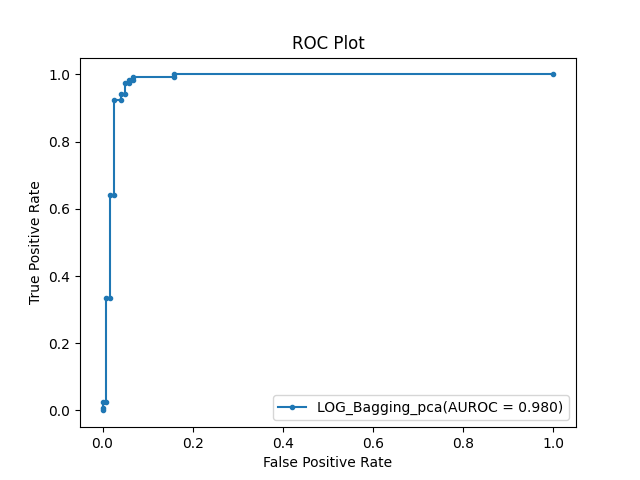 ROC Plot
True Positive Rate
1.0
0.8
0.6
0.4
0.2
0.0
LOG_Bagging_pca(AUROC = 0.980)
0.0 0.2 0.4 0.6 0.8 1.0
False Positive Rate